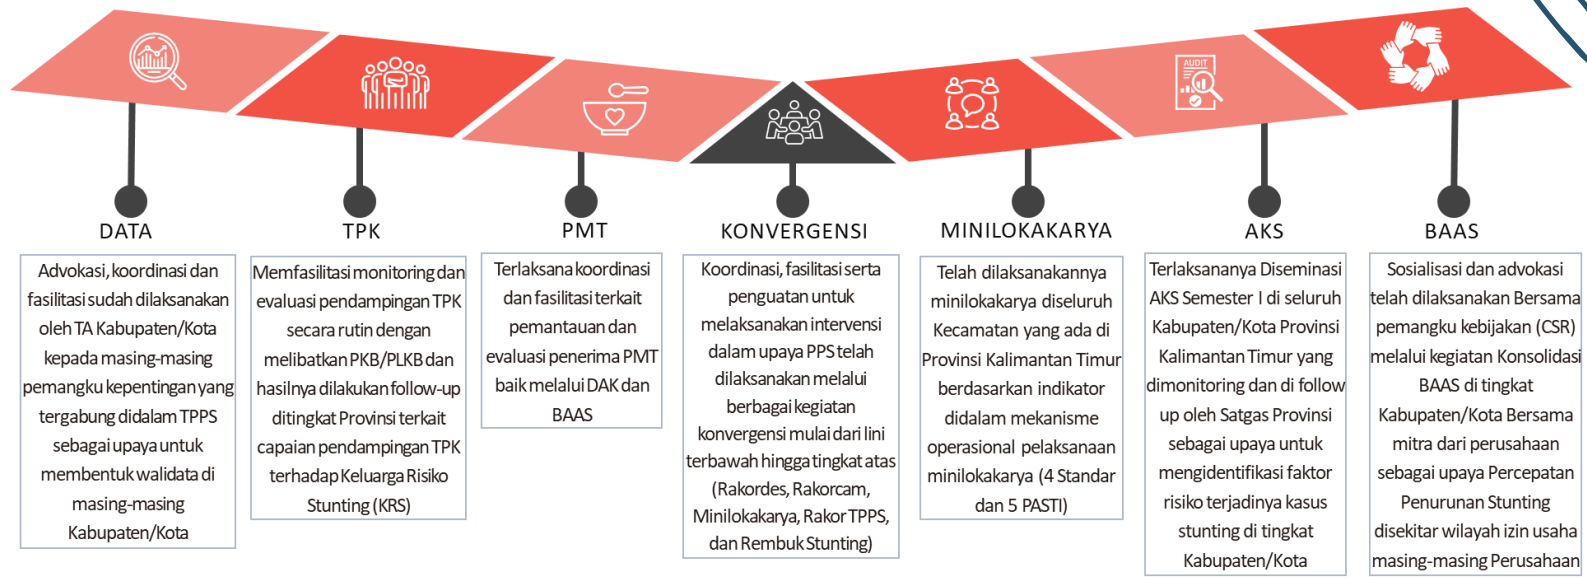 AUDIT
DATA
Advokasi, koordinasi dan
fasilitasi sudah dilaksanakan
oleh TA Kabupaten/Kota
kepada masing-masing
pemangku kepentingan yang
tergabung didalam TPPS
sebagai upaya untuk
membentuk walidata di
masing-masing
Kabupaten/Kota
TPK
Memfasilitasi monitoring dan
evaluasi pendampingan TPK
secara rutin dengan
melibatkan PKB/PLKB dan
hasilnya dilakukan follow-up
ditingkat Provinsi terkait
capaian pendampingan TPK
terhadap Keluarga Risiko
Stunting (KRS)
PMT
Terlaksana koordinasi
dan fasilitasi terkait
pemantauan dan
evaluasi penerima PMT
baik melalui DAK dan
BAAS
KONVERGENSI
Koordinasi, fasilitasi serta
penguatan untuk
melaksanakan intervensi
dalam upaya PPS telah
dilaksanakan melalui
berbagai kegiatan
konvergensi mulai dari lini
terbawah hingga tingkat atas
(Rakordes, Rakorcam,
Minilokakarya, Rakor TPPS,
dan Rembuk Stunting)
MINILOKAKARYA
Telah dilaksanakannya
minilokakarya diseluruh
Kecamatan yang ada di
Provinsi Kalimantan Timur
berdasarkan indikator
didalam mekanisme
operasional pelaksanaan
minilokakarya (4 Standar
dan 5 PASTI)
AKS
Terlaksananya Diseminasi
AKS Semester I di seluruh
Kabupaten/Kota Provinsi
Kalimantan Timur yang
dimonitoring dan di follow
up oleh Satgas Provinsi
sebagai upaya untuk
mengidentifikasi faktor
risiko terjadinya kasus
stunting di tingkat
Kabupaten/Kota
BAAS
Sosialisasi dan advokasi
telah dilaksanakan Bersama
pemangku kebijakan (CSR)
melalui kegiatan Konsolidasi
BAAS di tingkat
Kabupaten/Kota Bersama
mitra dari perusahaan
sebagai upaya Percepatan
Penurunan Stunting
disekitar wilayah izin usaha
masing-masing Perusahaan